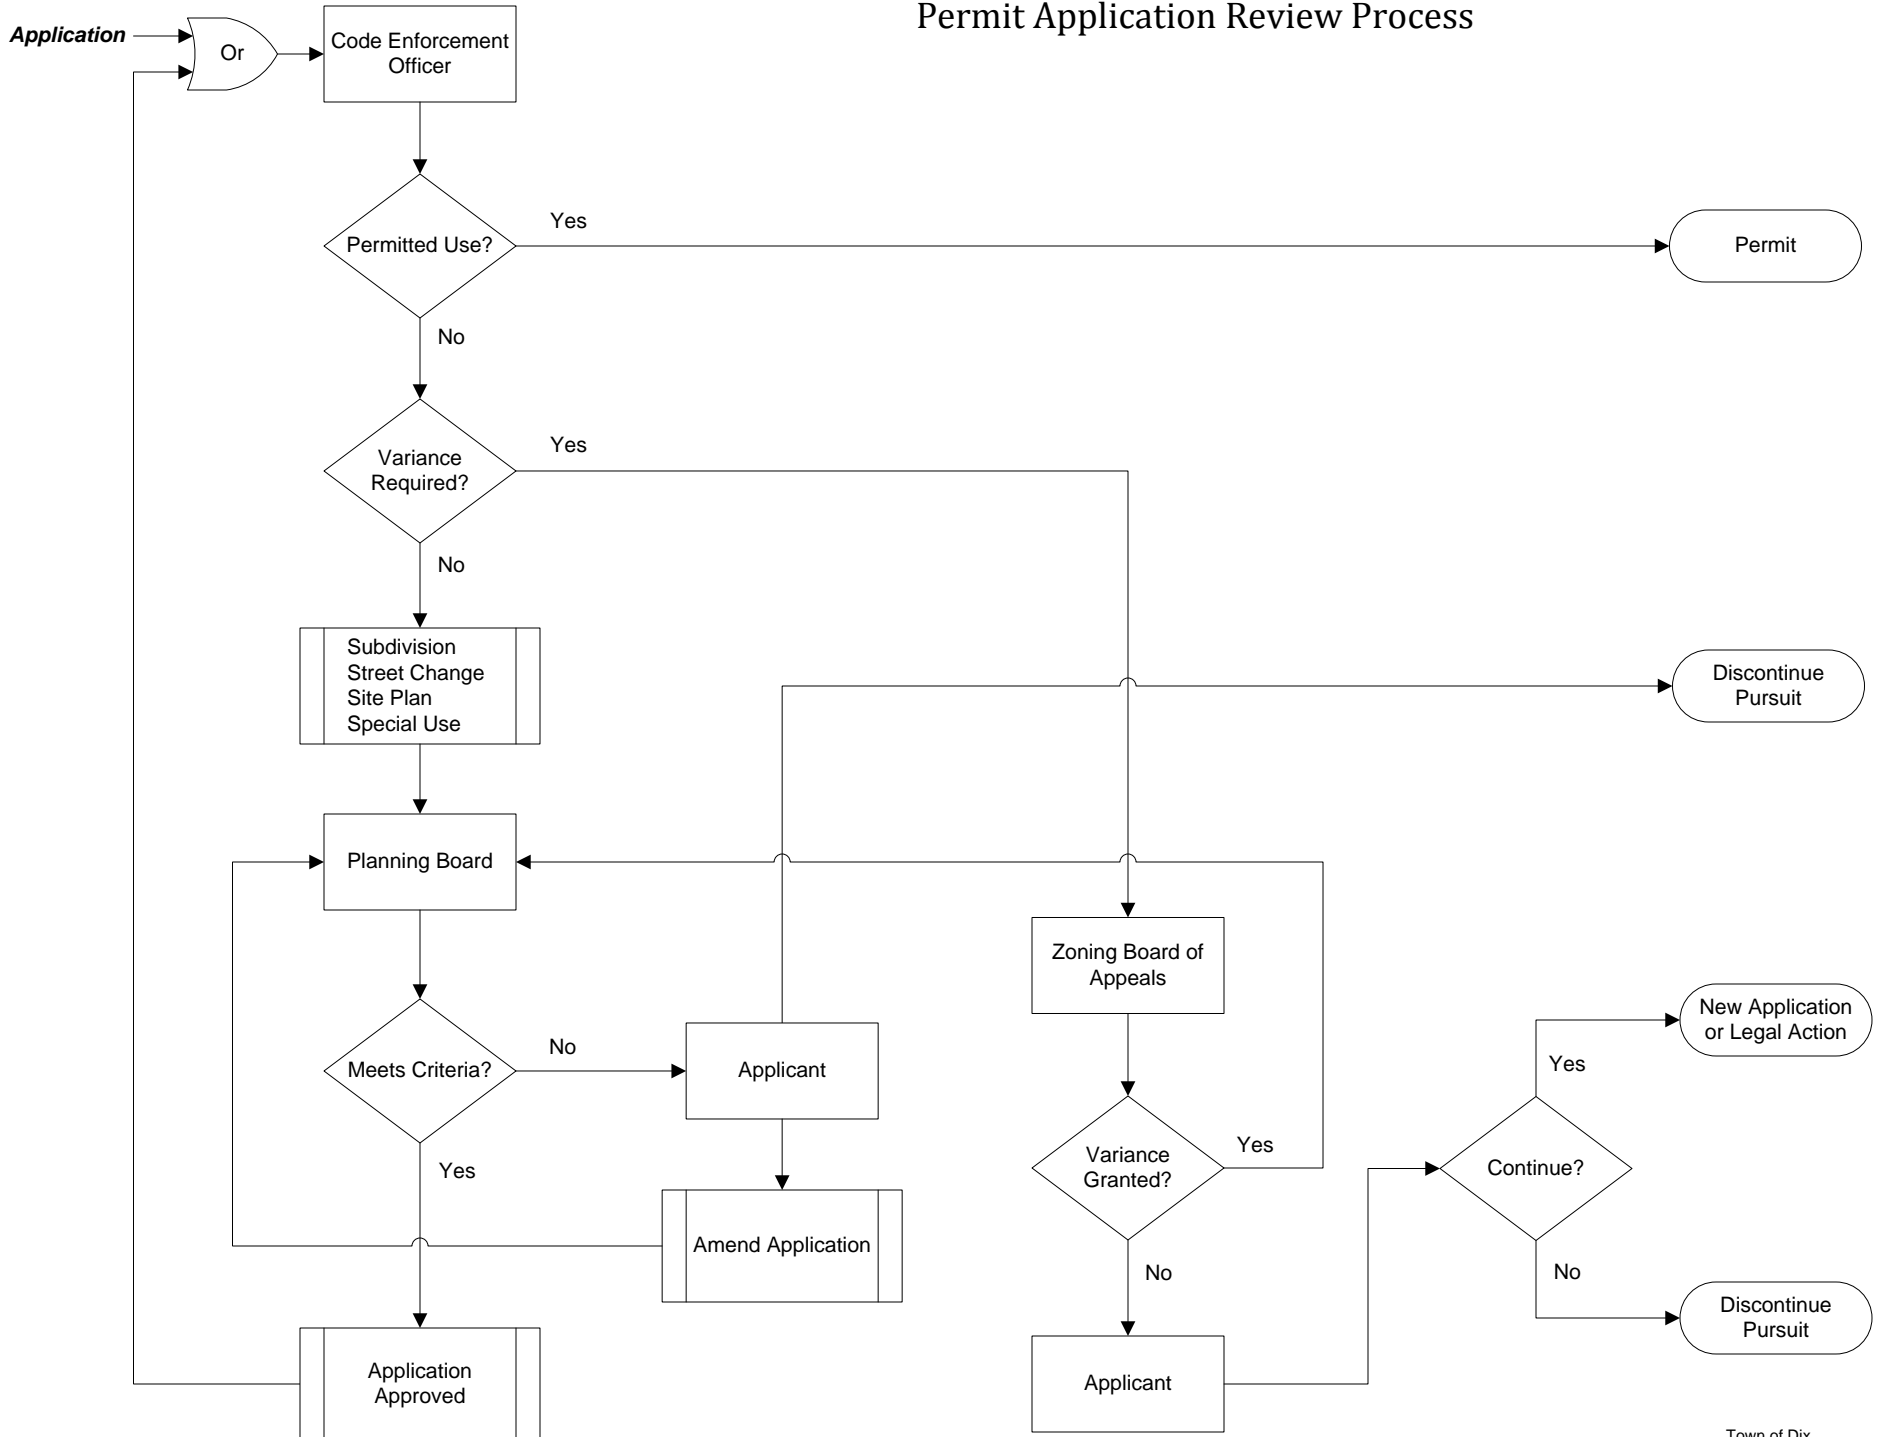 Permit Application Review Process
Application
Or
Code Enforcement
Officer
Permitted Use?
Yes
Permit
No
Variance
Required?
Yes
No
Subdivision
Street Change
Site Plan
Special Use
Discontinue
Pursuit
Planning Board
Zoning Board of
Appeals
Meets Criteria?
No
Applicant
New Application
or Legal Action
Yes
Yes
Variance
Granted?
Yes
Continue?
Amend Application
No
No
Discontinue
Pursuit
Application
Approved
Applicant
Town of Dix